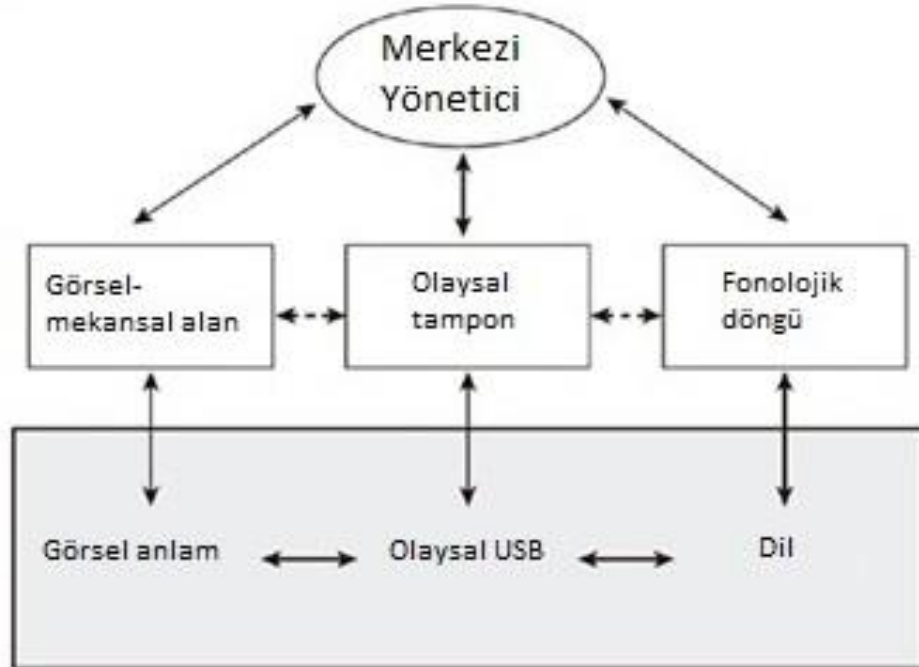 Merkezi
Yönetici
Görsel-
mekansal alan
Olaysal
tampon
Fonolojik
döngü
Görsel anlam
Olaysal USB
Dil